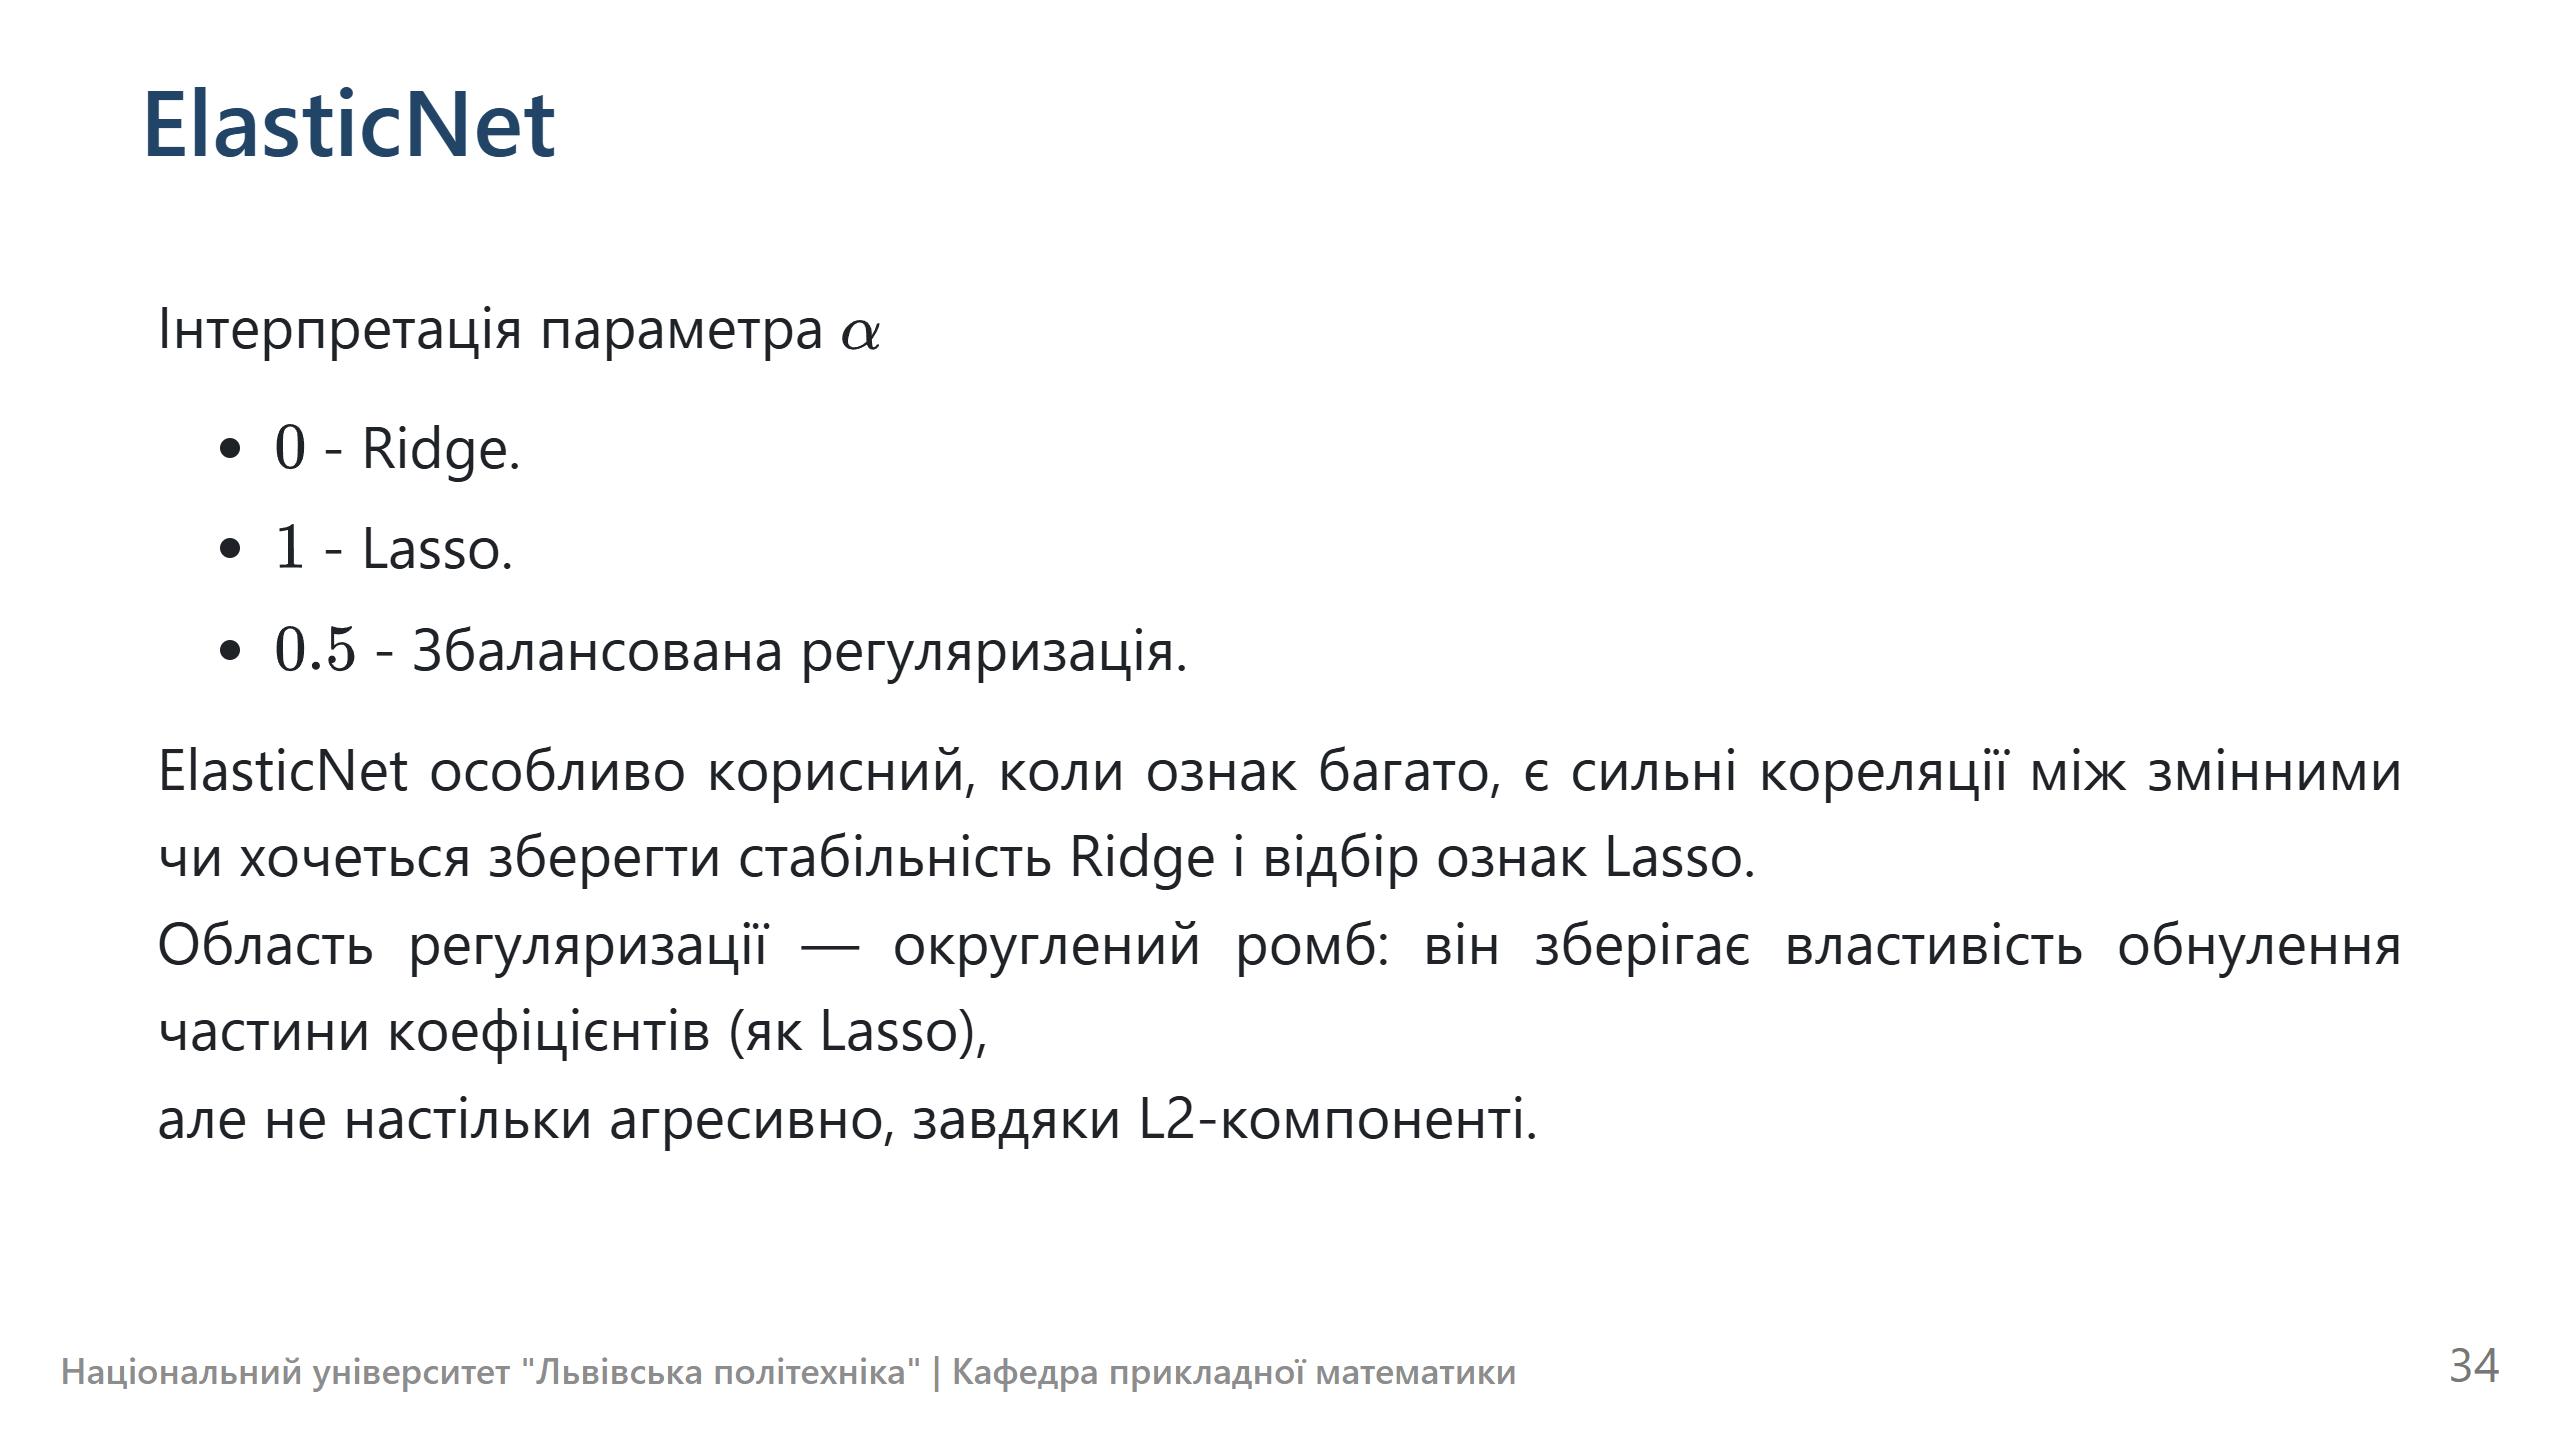 ElasticNet
Інтерпретація параметра α
• 0 - Ridge.
• 1 - Lasso.
• 0.5 - Збалансована регуляризація.
ElasticNet особливо корисний, коли ознак багато, є сильні кореляції між змінними
чи хочеться зберегти стабільність Ridge і відбір ознак Lasso.
Область регуляризації — округлений ромб: він зберігає властивість обнулення
частини коефіцієнтів (як Lasso),
але не настільки агресивно, завдяки L2-компоненті.
Національний університет "Львівська політехніка" | Кафедра прикладної математики
34